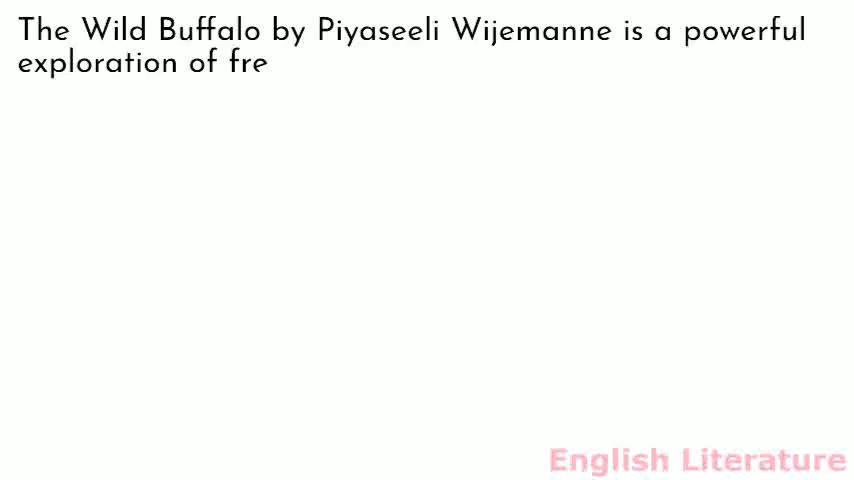 The Wild Buffalo by Piyaseeli Wijemanne is a powerful
exploration of fre
English Literature